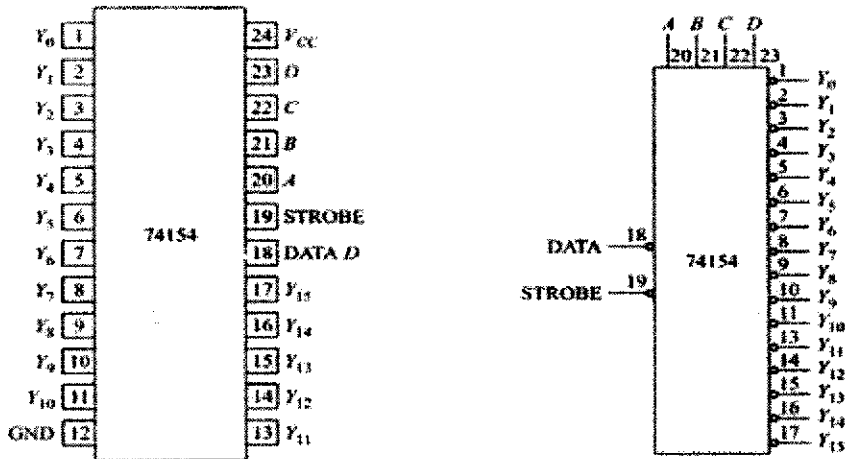 Y₀ 1 24 V_CC
Y₁ 2 23 D
Y₂ 3 22 C
Y₃ 4 21 B
Y₄ 5 20 A
Y₅ 6 19 STROBE
74154
Y₆ 7 18 DATA D
Y₇ 8 17 Y₁₅
Y₈ 9 16 Y₁₄
Y₉ 10 15 Y₁₃
Y₁₀ 11 14 Y₁₂
GND 12 13 Y₁₁
A B C D
20 21 22 23
1 Y₀
2 Y₁
3 Y₂
4 Y₃
5 Y₄
6 Y₅
7 Y₆
DATA 18
8 Y₇
74154
9 Y₈
STROBE 19
10 Y₉
11 Y₁₀
13 Y₁₁
14 Y₁₂
15 Y₁₃
16 Y₁₄
17 Y₁₅